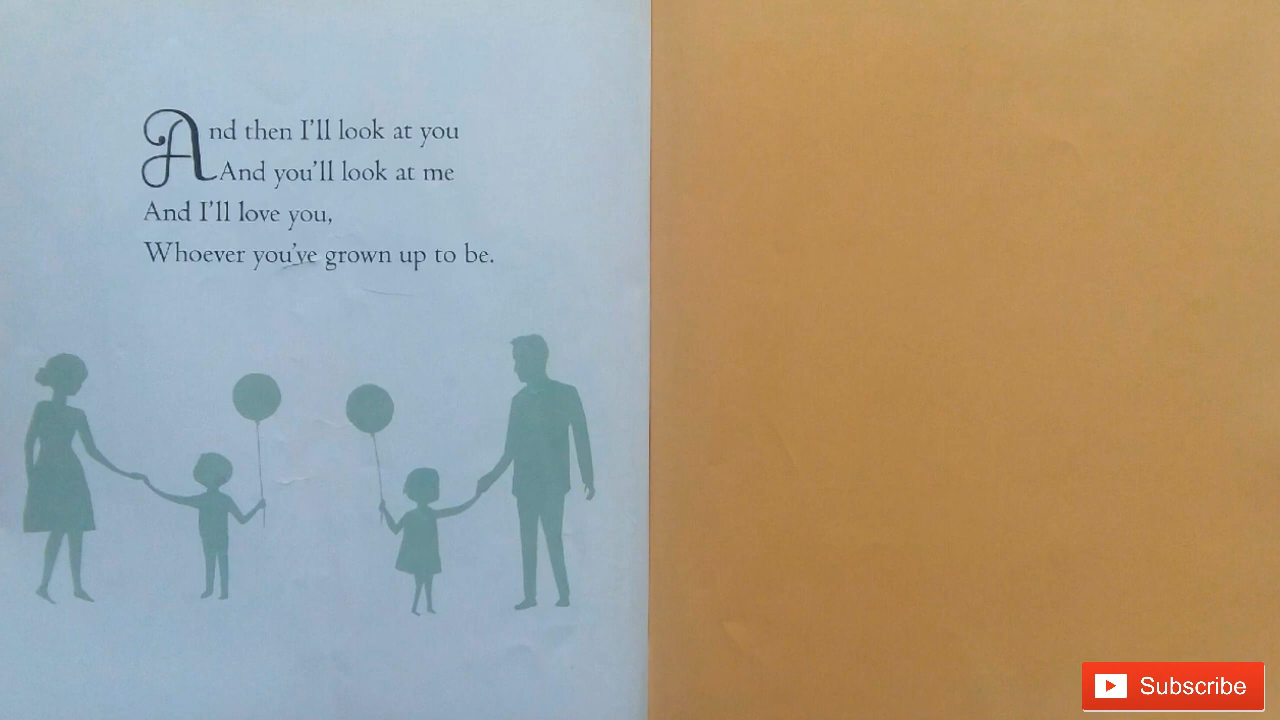 And then I'll look at you
And you'll look at me
And I'll love you,
Whoever you've grown up to be.
Subscribe